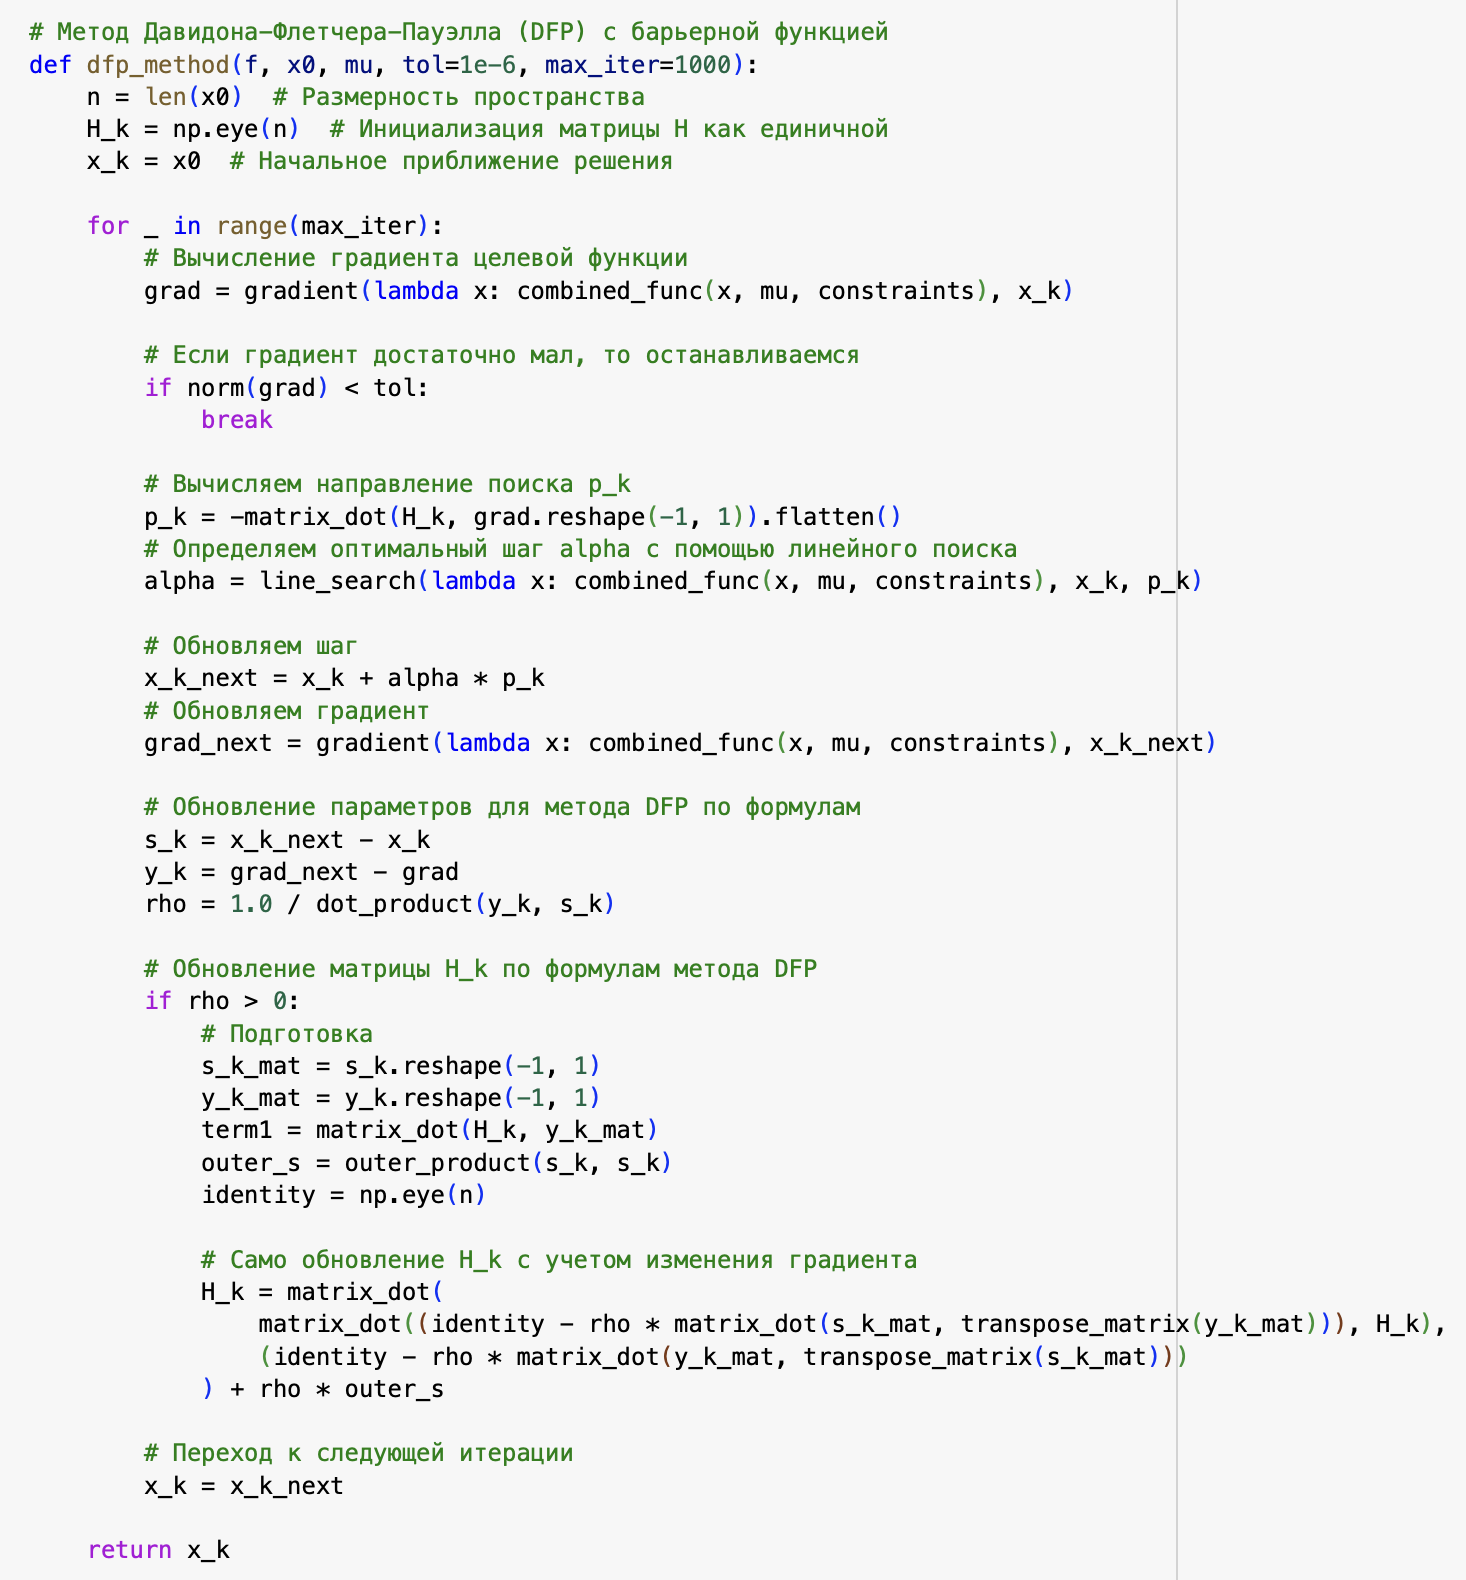 # Метод Давидона-Флетчера-Пауэлла (DFP) с барьерной функцией
def dfp_method(f, x0, mu, tol=1e-6, max_iter=1000):
    n = len(x0)  # Размерность пространства
    H_k = np.eye(n)  # Инициализация матрицы H как единичной
    x_k = x0  # Начальное приближение решения

    for _ in range(max_iter):
        # Вычисление градиента целевой функции
        grad = gradient(lambda x: combined_func(x, mu, constraints), x_k)

        # Если градиент достаточно мал, то останавливаемся
        if norm(grad) < tol:
            break

        # Вычисляем направление поиска p_k
        p_k = -matrix_dot(H_k, grad.reshape(-1, 1)).flatten()
        # Определяем оптимальный шаг alpha с помощью линейного поиска
        alpha = line_search(lambda x: combined_func(x, mu, constraints), x_k, p_k)

        # Обновляем шаг
        x_k_next = x_k + alpha * p_k
        # Обновляем градиент
        grad_next = gradient(lambda x: combined_func(x, mu, constraints), x_k_next)

        # Обновление параметров для метода DFP по формулам
        s_k = x_k_next - x_k
        y_k = grad_next - grad
        rho = 1.0 / dot_product(y_k, s_k)

        # Обновление матрицы H_k по формулам метода DFP
        if rho > 0:
            # Подготовка
            s_k_mat = s_k.reshape(-1, 1)
            y_k_mat = y_k.reshape(-1, 1)
            term1 = matrix_dot(H_k, y_k_mat)
            outer_s = outer_product(s_k, s_k)
            identity = np.eye(n)

            # Само обновление H_k с учетом изменения градиента
            H_k = matrix_dot(
                matrix_dot((identity - rho * matrix_dot(s_k_mat, transpose_matrix(y_k_mat))), H_k),
                (identity - rho * matrix_dot(y_k_mat, transpose_matrix(s_k_mat)))
            ) + rho * outer_s

        # Переход к следующей итерации
        x_k = x_k_next

    return x_k